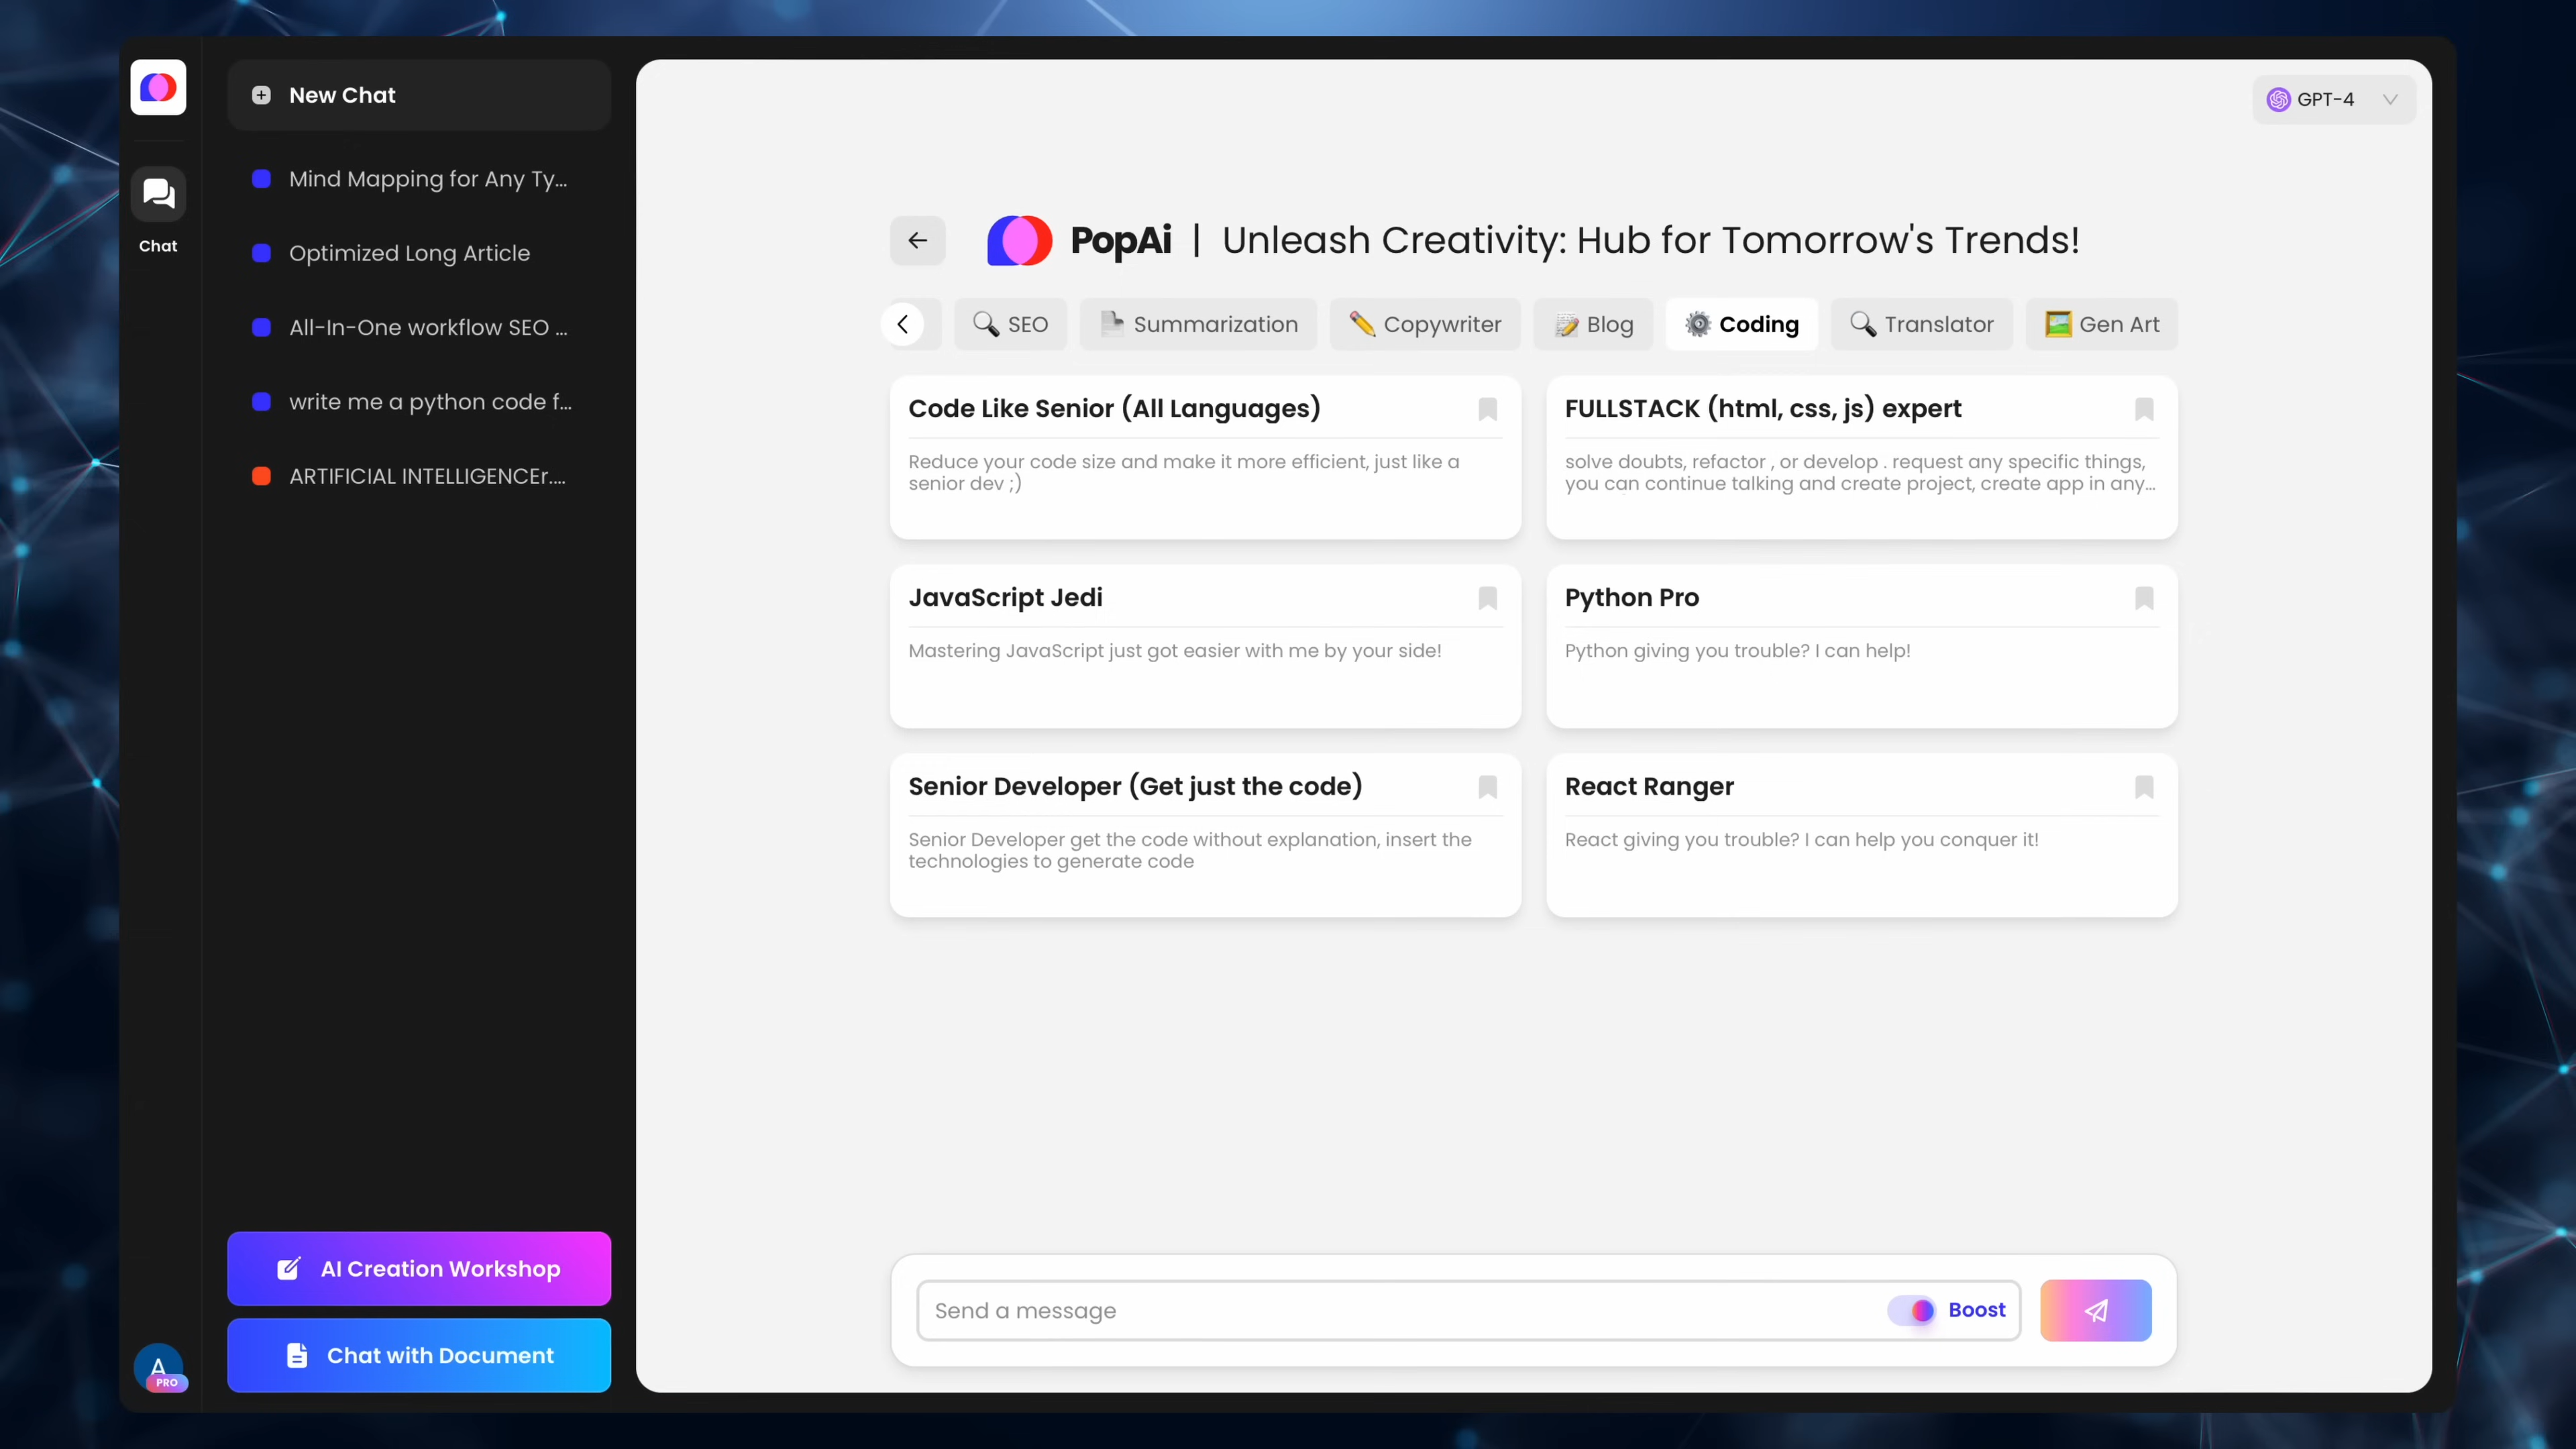 New Chat
Chat
Mind Mapping for Any Ty...
Optimized Long Article
All-In-One workflow SEO ...
write me a python code f...
ARTIFICIAL INTELLIGENCEr....
AI Creation Workshop
Chat with Document
A
PRO
GPT-4
PopAi | Unleash Creativity: Hub for Tomorrow's Trends!
SEO
Summarization
Copywriter
Blog
Coding
Translator
Gen Art
Code Like Senior (All Languages)
Reduce your code size and make it more efficient, just like a
senior dev ;)
FULLSTACK (html, css, js) expert
solve doubts, refactor , or develop . request any specific things,
you can continue talking and create project, create app in any...
JavaScript Jedi
Mastering JavaScript just got easier with me by your side!
Python Pro
Python giving you trouble? I can help!
Senior Developer (Get just the code)
Senior Developer get the code without explanation, insert the
technologies to generate code
React Ranger
React giving you trouble? I can help you conquer it!
Send a message
Boost